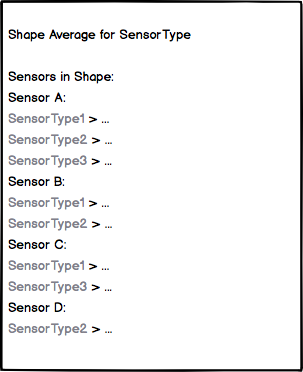 Shape Average for SensorType
Sensors in Shape:
Sensor A:
SensorType1 > ...
SensorType2 > ...
SensorType3 > ...
Sensor B:
SensorType1 > ...
SensorType2 > ...
Sensor C:
SensorType1 > ...
SensorType3 > ...
Sensor D:
SensorType2 > ...